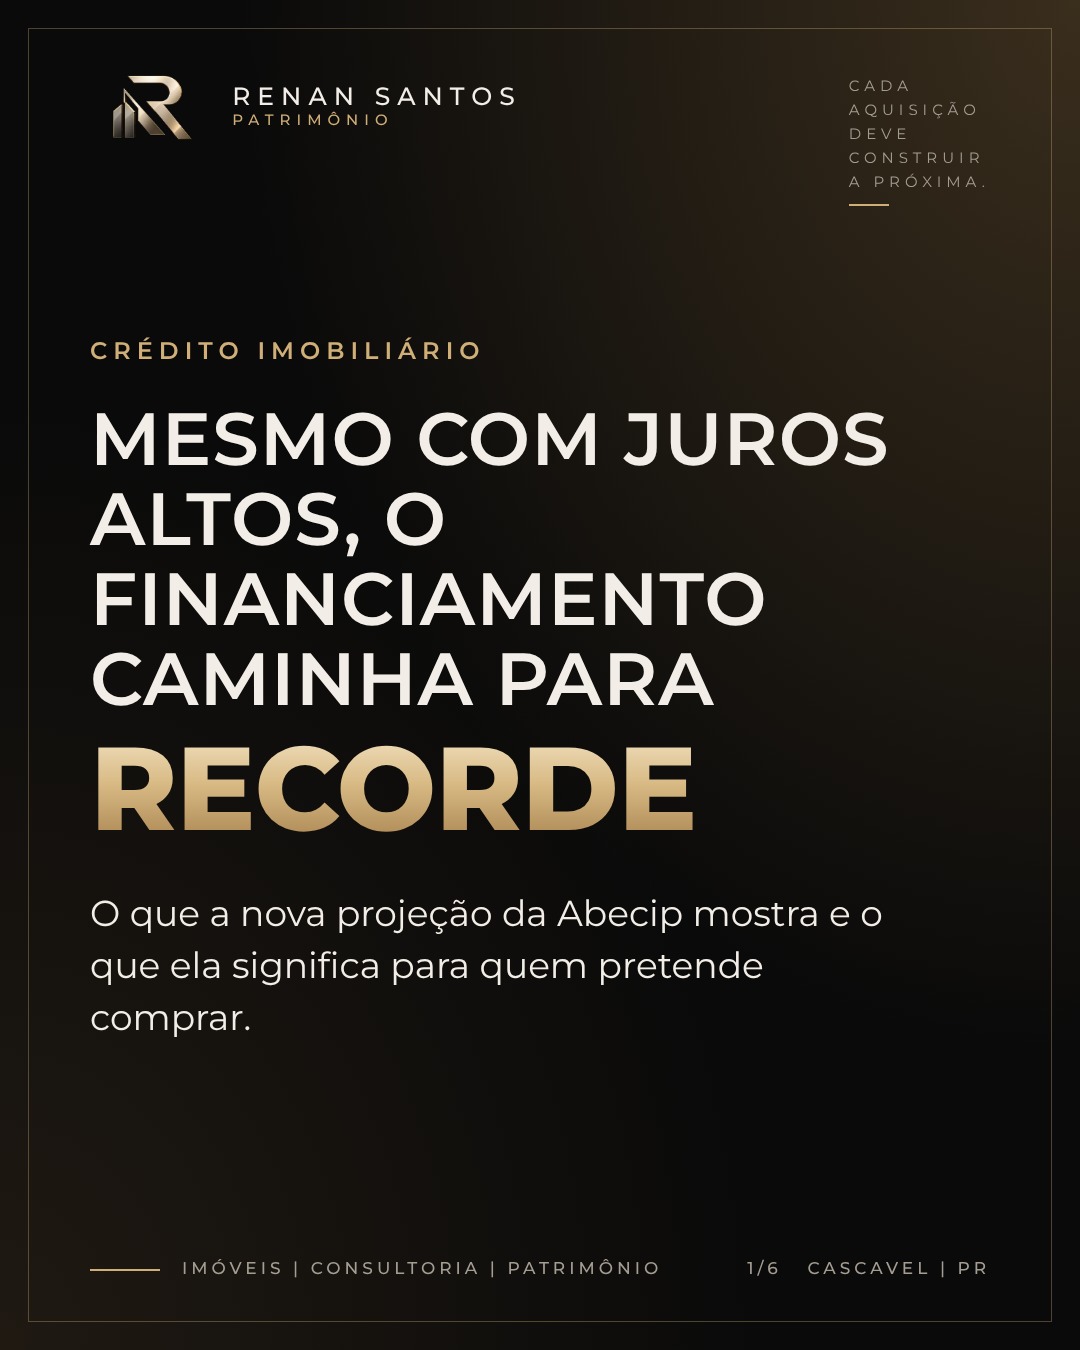 RENAN SANTOS
PATRIMÔNIO
CADA
AQUISIÇÃO
DEVE
CONSTRUIR
A PRÓXIMA.
CRÉDITO IMOBILIÁRIO
MESMO COM JUROS
ALTOS, O
FINANCIAMENTO
CAMINHA PARA
RECORDE
O que a nova projeção da Abecip mostra e o
que ela significa para quem pretende
comprar.
IMÓVEIS | CONSULTORIA | PATRIMÔNIO
1/6 CASCAVEL | PR